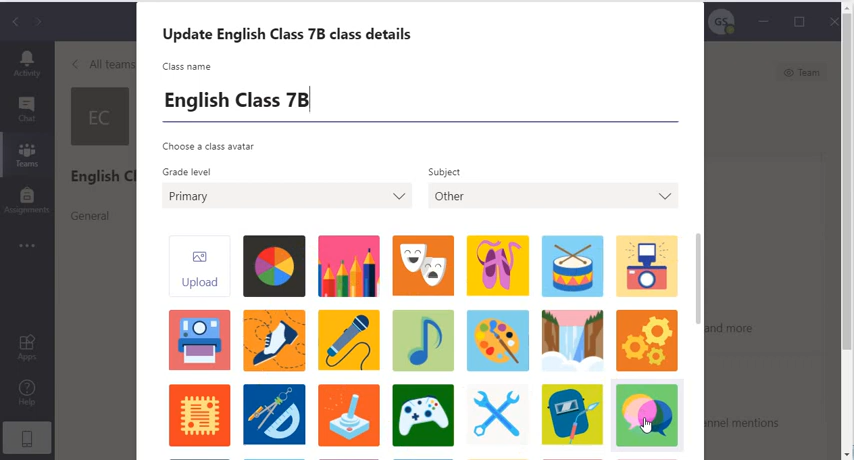 Update English Class 7B class details
GS
Class name
Activity
All teams
Team
Chat
EC
English Class 7B
Choose a class avatar
Teams
Grade level
Subject
English Cl
Primary
Other
Assignments
General
Upload
and more
Apps
Help
annel mentions